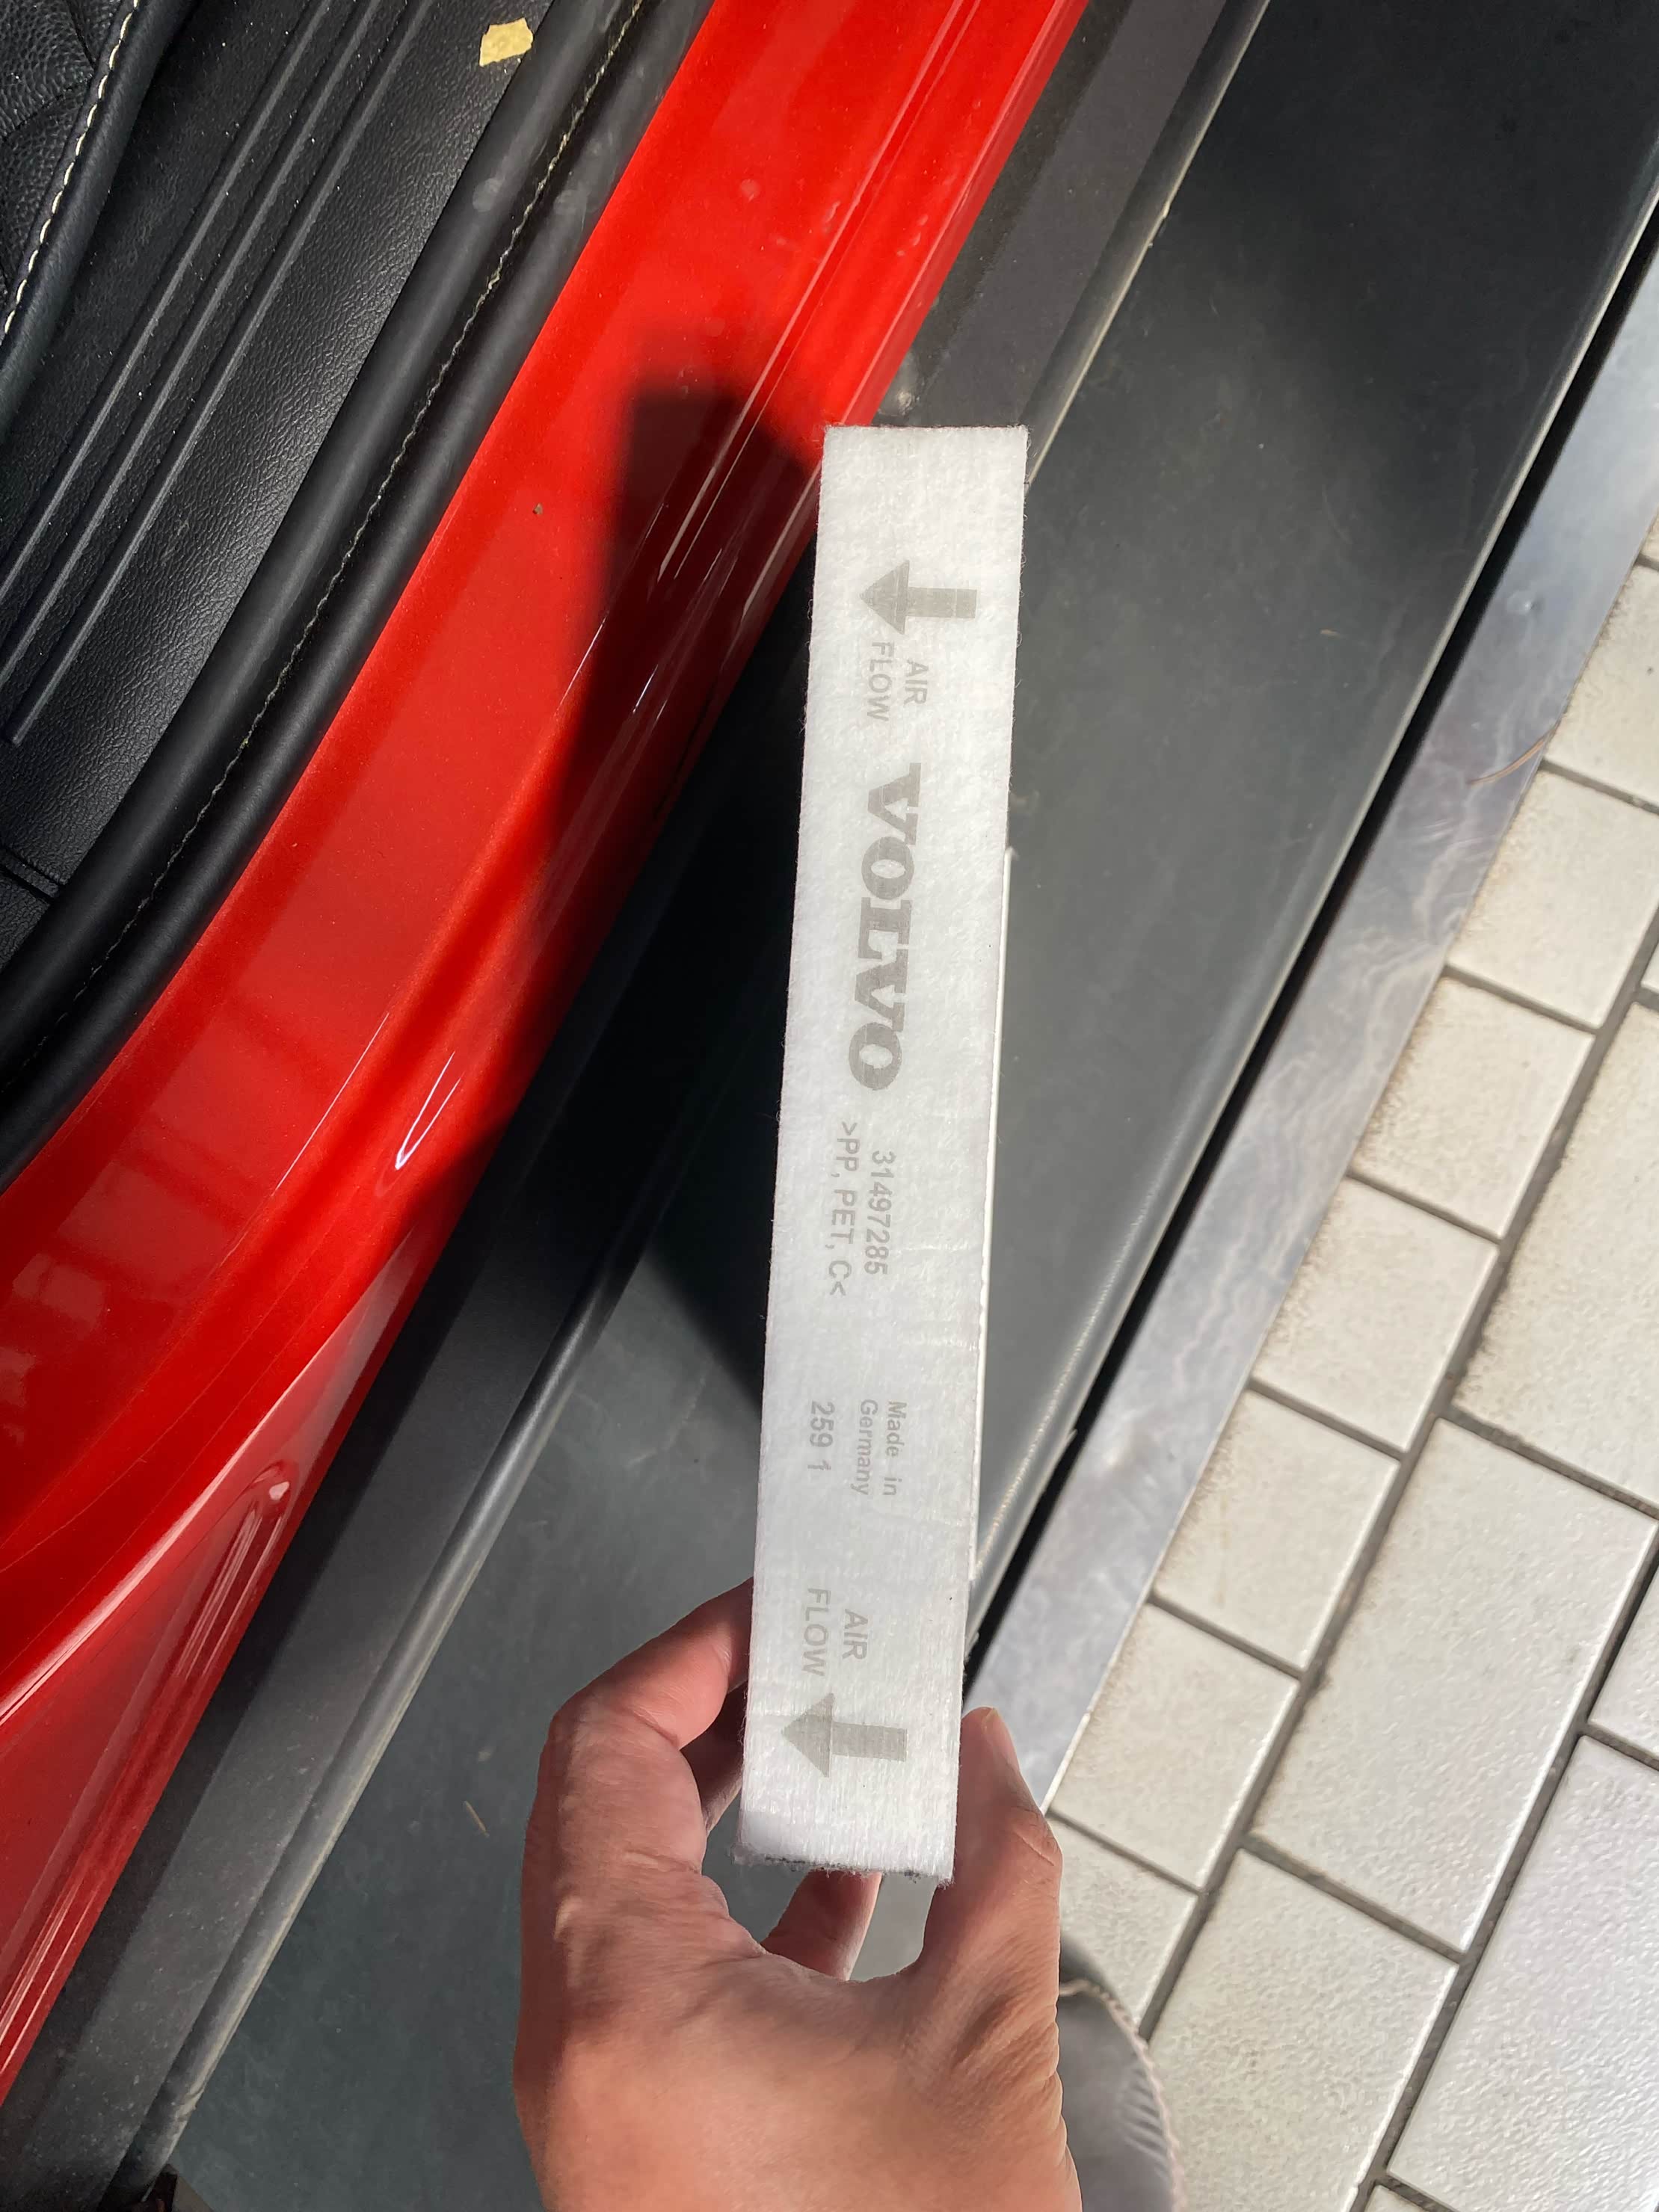 AIR
FLOW
VOLVO
31497285
>PP, PET, C<
Made in
Germany
259 1
AIR
FLOW